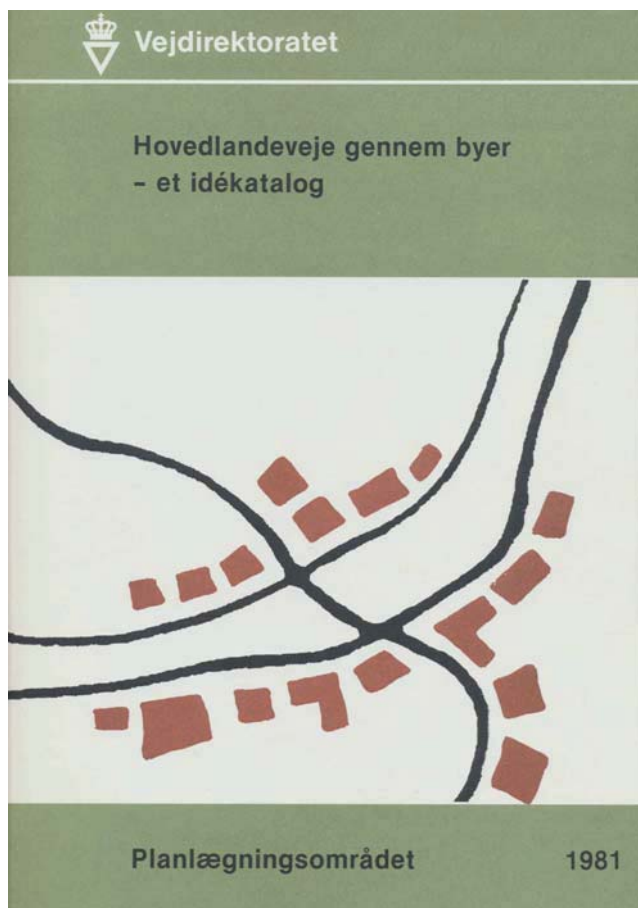 Vejdirektoratet
Hovedlandeveje gennem byer
- et idékatalog
Planlægningsområdet 1981